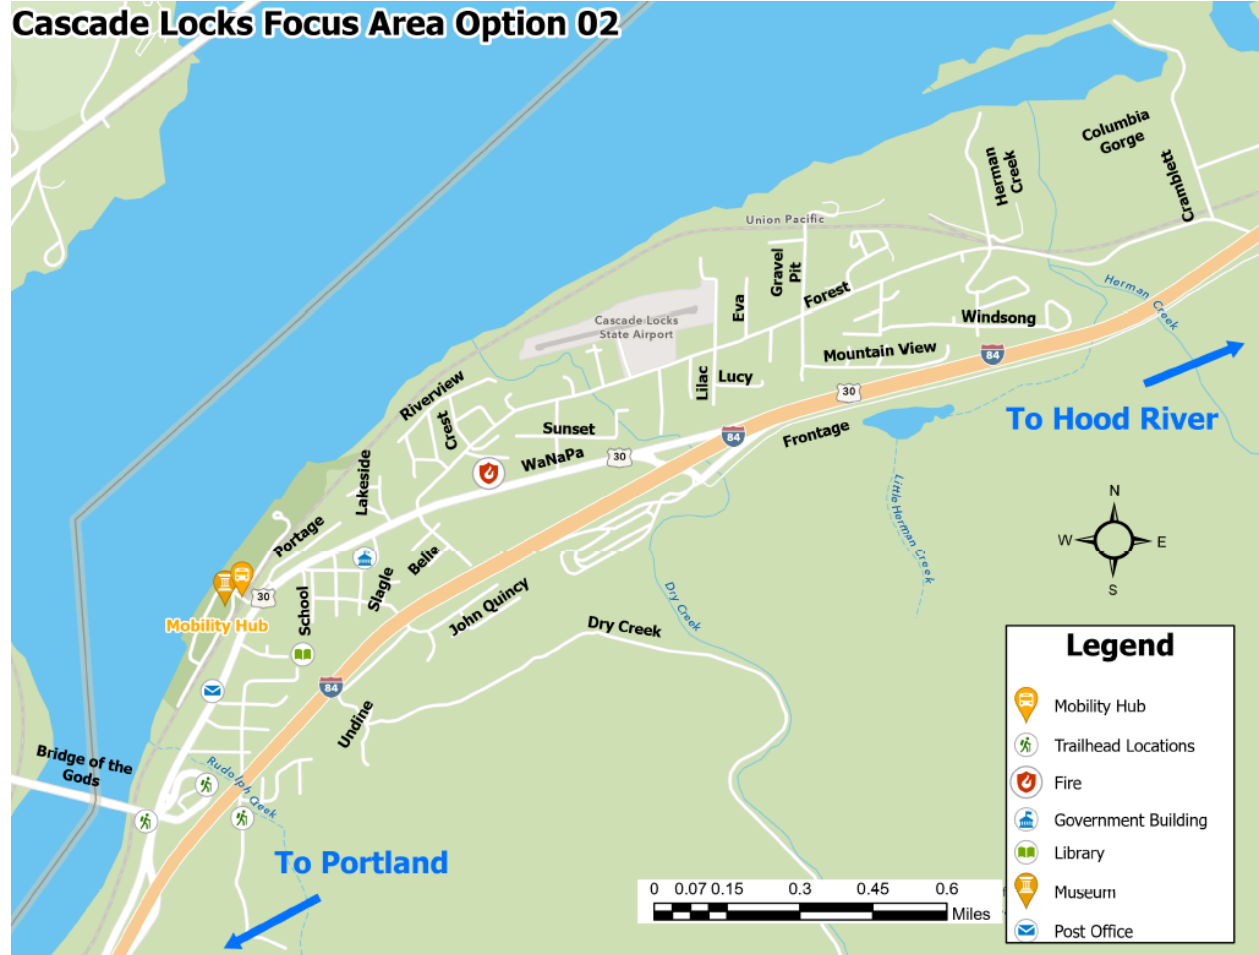 Cascade Locks Focus Area Option 02
Columbia
Gorge
Herman
Creek
Cramblett
Union Pacific
Gravel
Pit
Eva
Forest
Herman Creek
Cascade Locks
State Airport
Windsong
Mountain View
84
Lilac
Lucy
30
To Hood River
Riverview
Crest
Sunset
84
Frontage
WaNaPa
30
Lakeside
Little Herman Creek
N
W
E
S
Portage
Belle
Slagle
School
30
Mobility Hub
John Quincy
Dry Creek
Dry Creek
84
Undine
Bridge of the
Gods
Rudolph Creek
To Portland
0 0.07 0.15 0.3 0.45 0.6
Miles
Legend
Mobility Hub
Trailhead Locations
Fire
Government Building
Library
Museum
Post Office